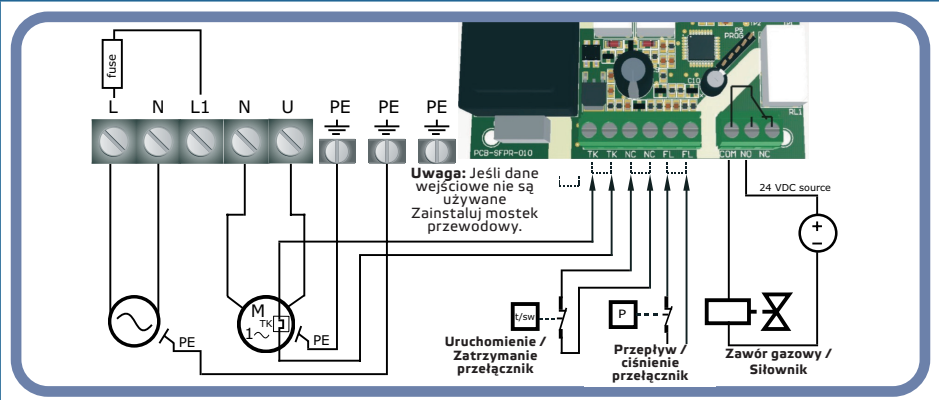 fuse
L N L1 N U PE PE PE
PROG
C10
RL1
PCB-SFPR-010
TK TK NC NC FL FL
COM NO NC
Uwaga: Jeśli dane
wejściowe nie są
używane
Zainstaluj mostek
przewodowy.
24 VDC source
+
−
M
TK
1~
PE
PE
t/sw
P
Uruchomienie /
Zatrzymanie
przełącznik
Przepływ /
ciśnienie
przełącznik
Zawór gazowy /
Siłownik